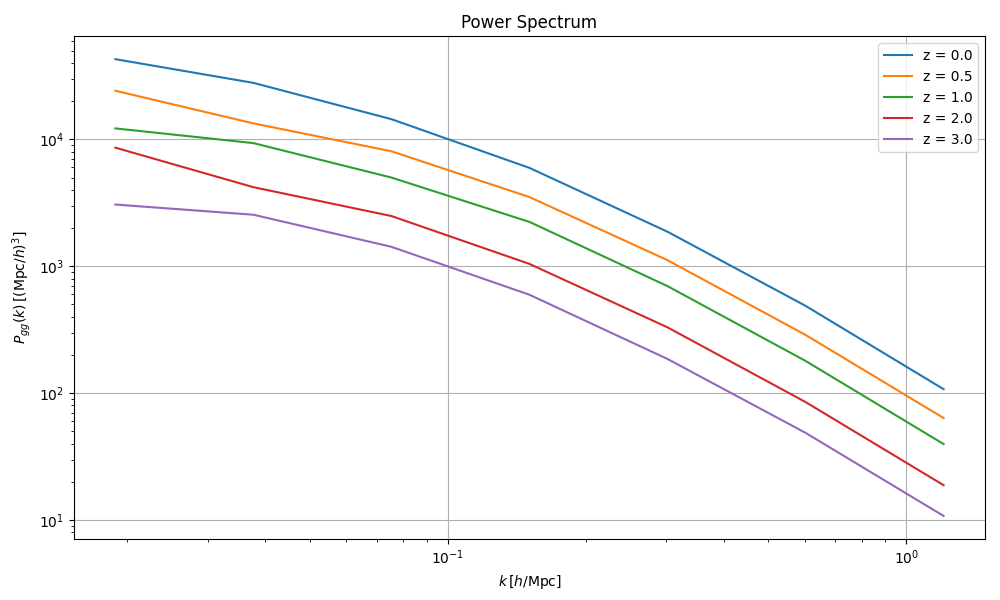 Power Spectrum
z = 0.0
z = 0.5
z = 1.0
z = 2.0
z = 3.0
10⁴
10³
10²
10¹
P_gg(k) [(Mpc/h)³]
10⁻¹
10⁰
k [h/Mpc]